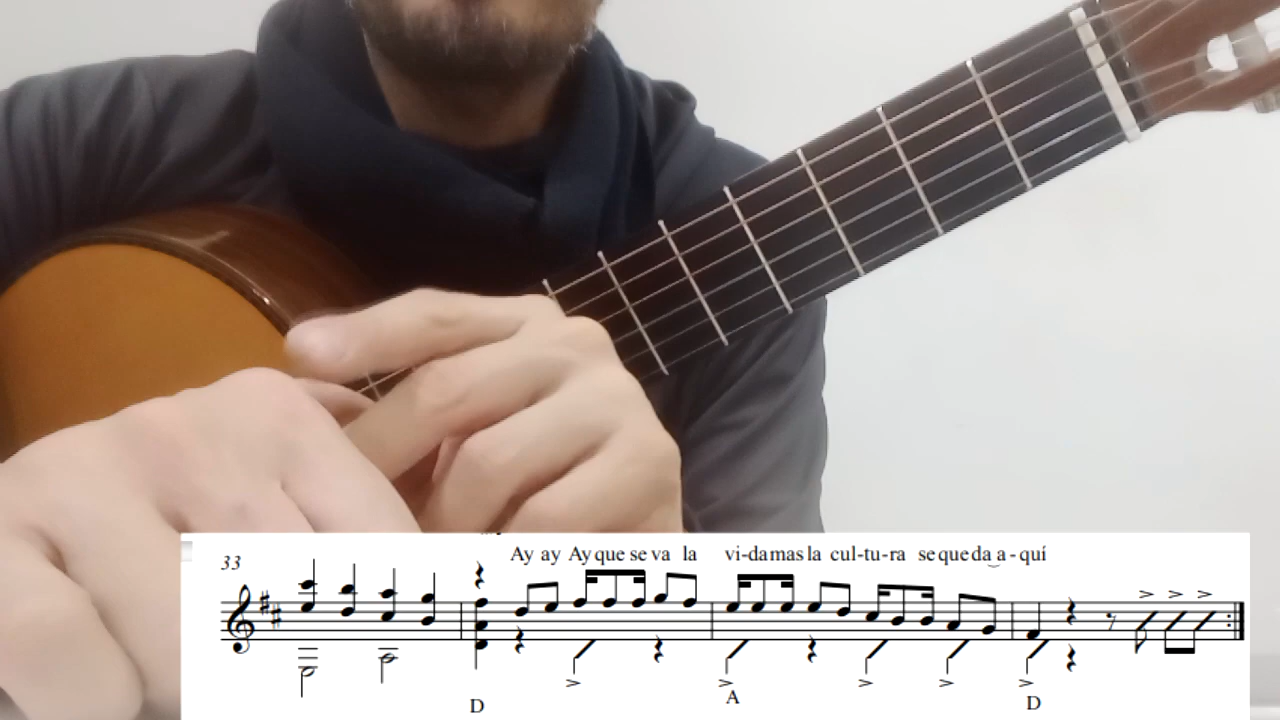 33
Ay ay Ay que se va la vi-da mas la cul-tu-ra se que da a-quí
D
A
D